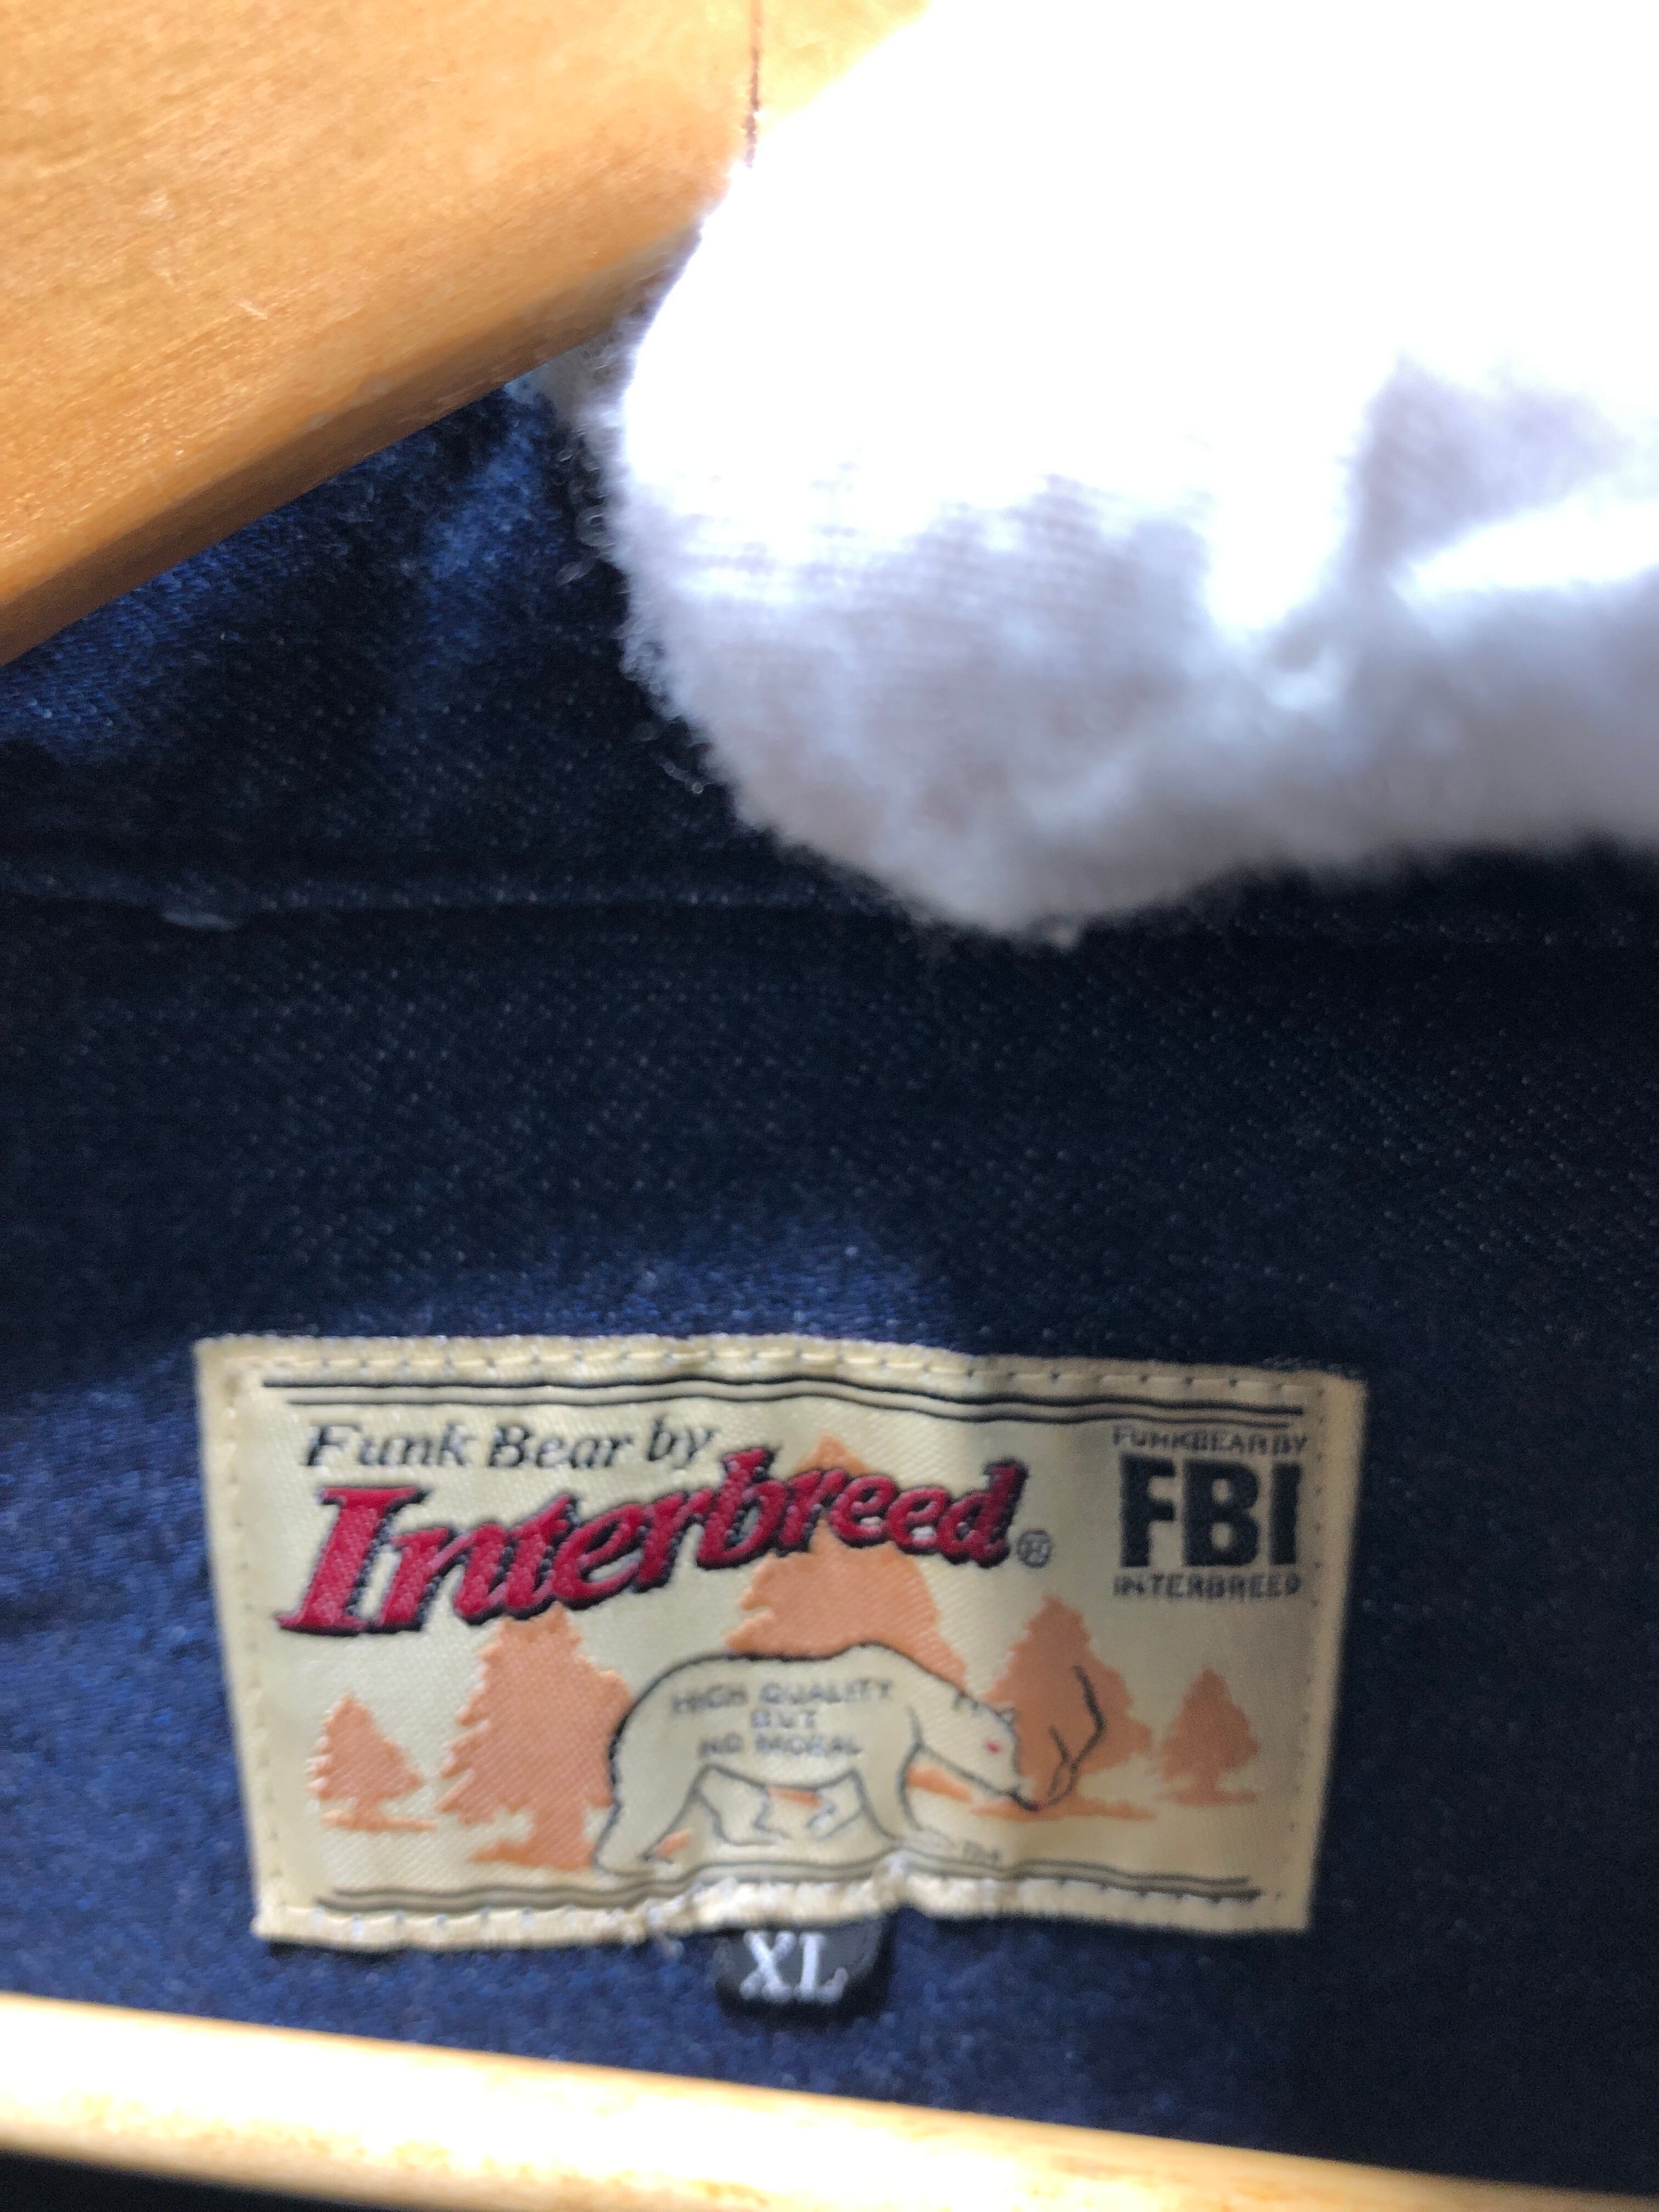 Funk Bear by
Interbreed®
FUNKBEAR BY
FBI
INTERBREED
HIGH QUALITY
BUT
NO MORAL
XL